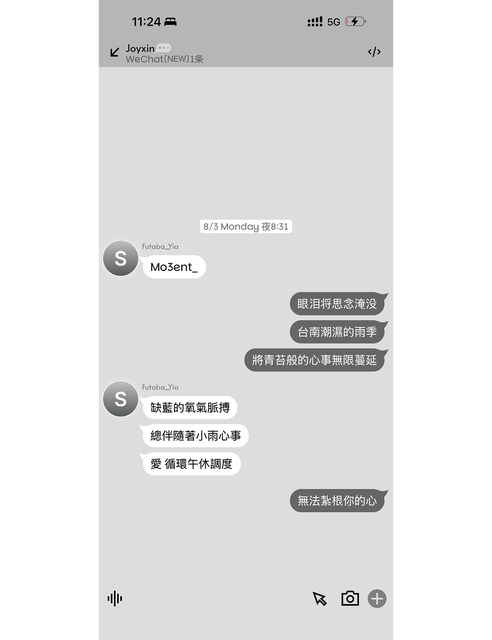 11:24
5G
Joyxin
WeChat[NEW]1条
8/3 Monday 夜8:31
Futaba_Yio
S
Mo3ent_
眼泪将思念淹没
台南潮濕的雨季
將青苔般的心事無限蔓延
Futaba_Yio
S
缺藍的氧氣脈搏
總伴隨著小雨心事
愛 循環午休調度
無法紮根你的心